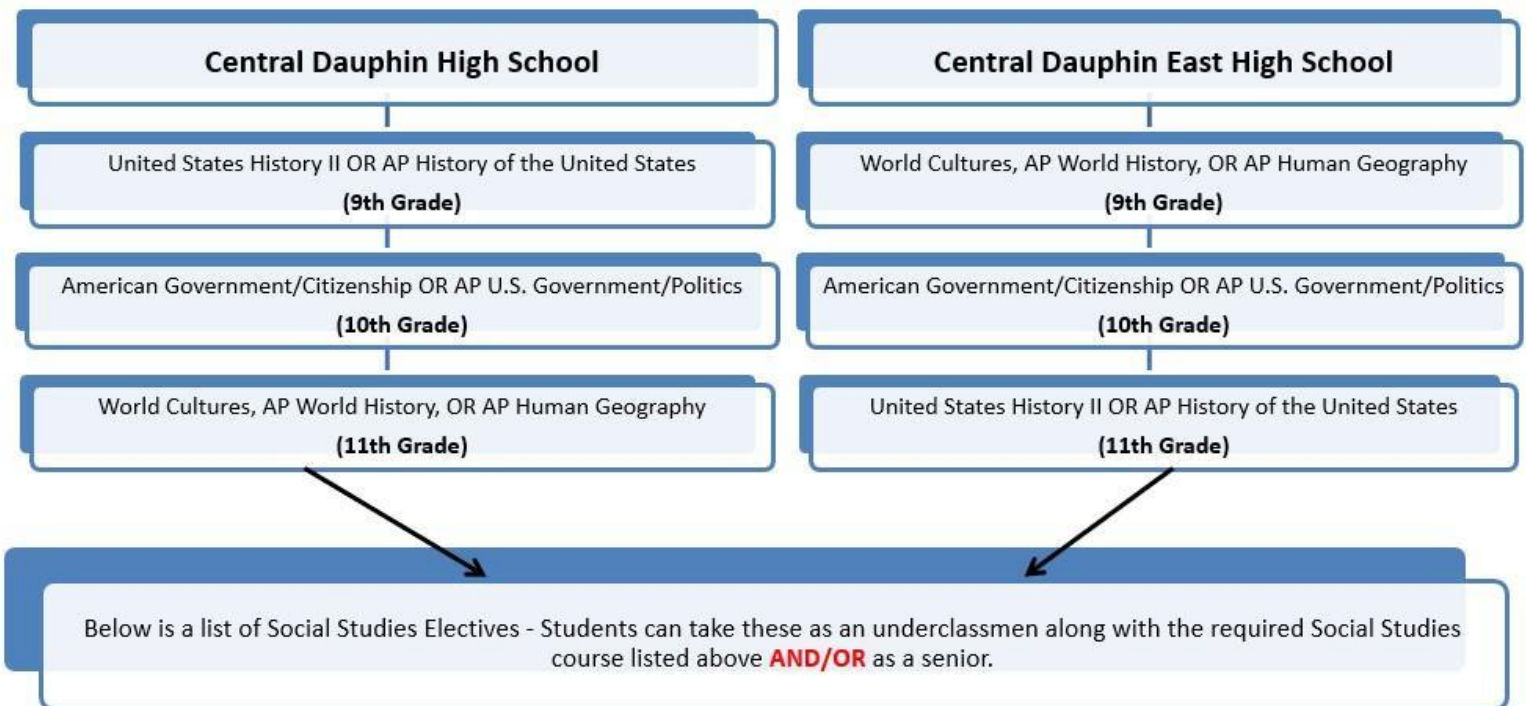 Central Dauphin High School
United States History II OR AP History of the United States
(9th Grade)
American Government/Citizenship OR AP U.S. Government/Politics
(10th Grade)
World Cultures, AP World History, OR AP Human Geography
(11th Grade)
Central Dauphin East High School
World Cultures, AP World History, OR AP Human Geography
(9th Grade)
American Government/Citizenship OR AP U.S. Government/Politics
(10th Grade)
United States History II OR AP History of the United States
(11th Grade)
Below is a list of Social Studies Electives - Students can take these as an underclassmen along with the required Social Studies
course listed above AND/OR as a senior.